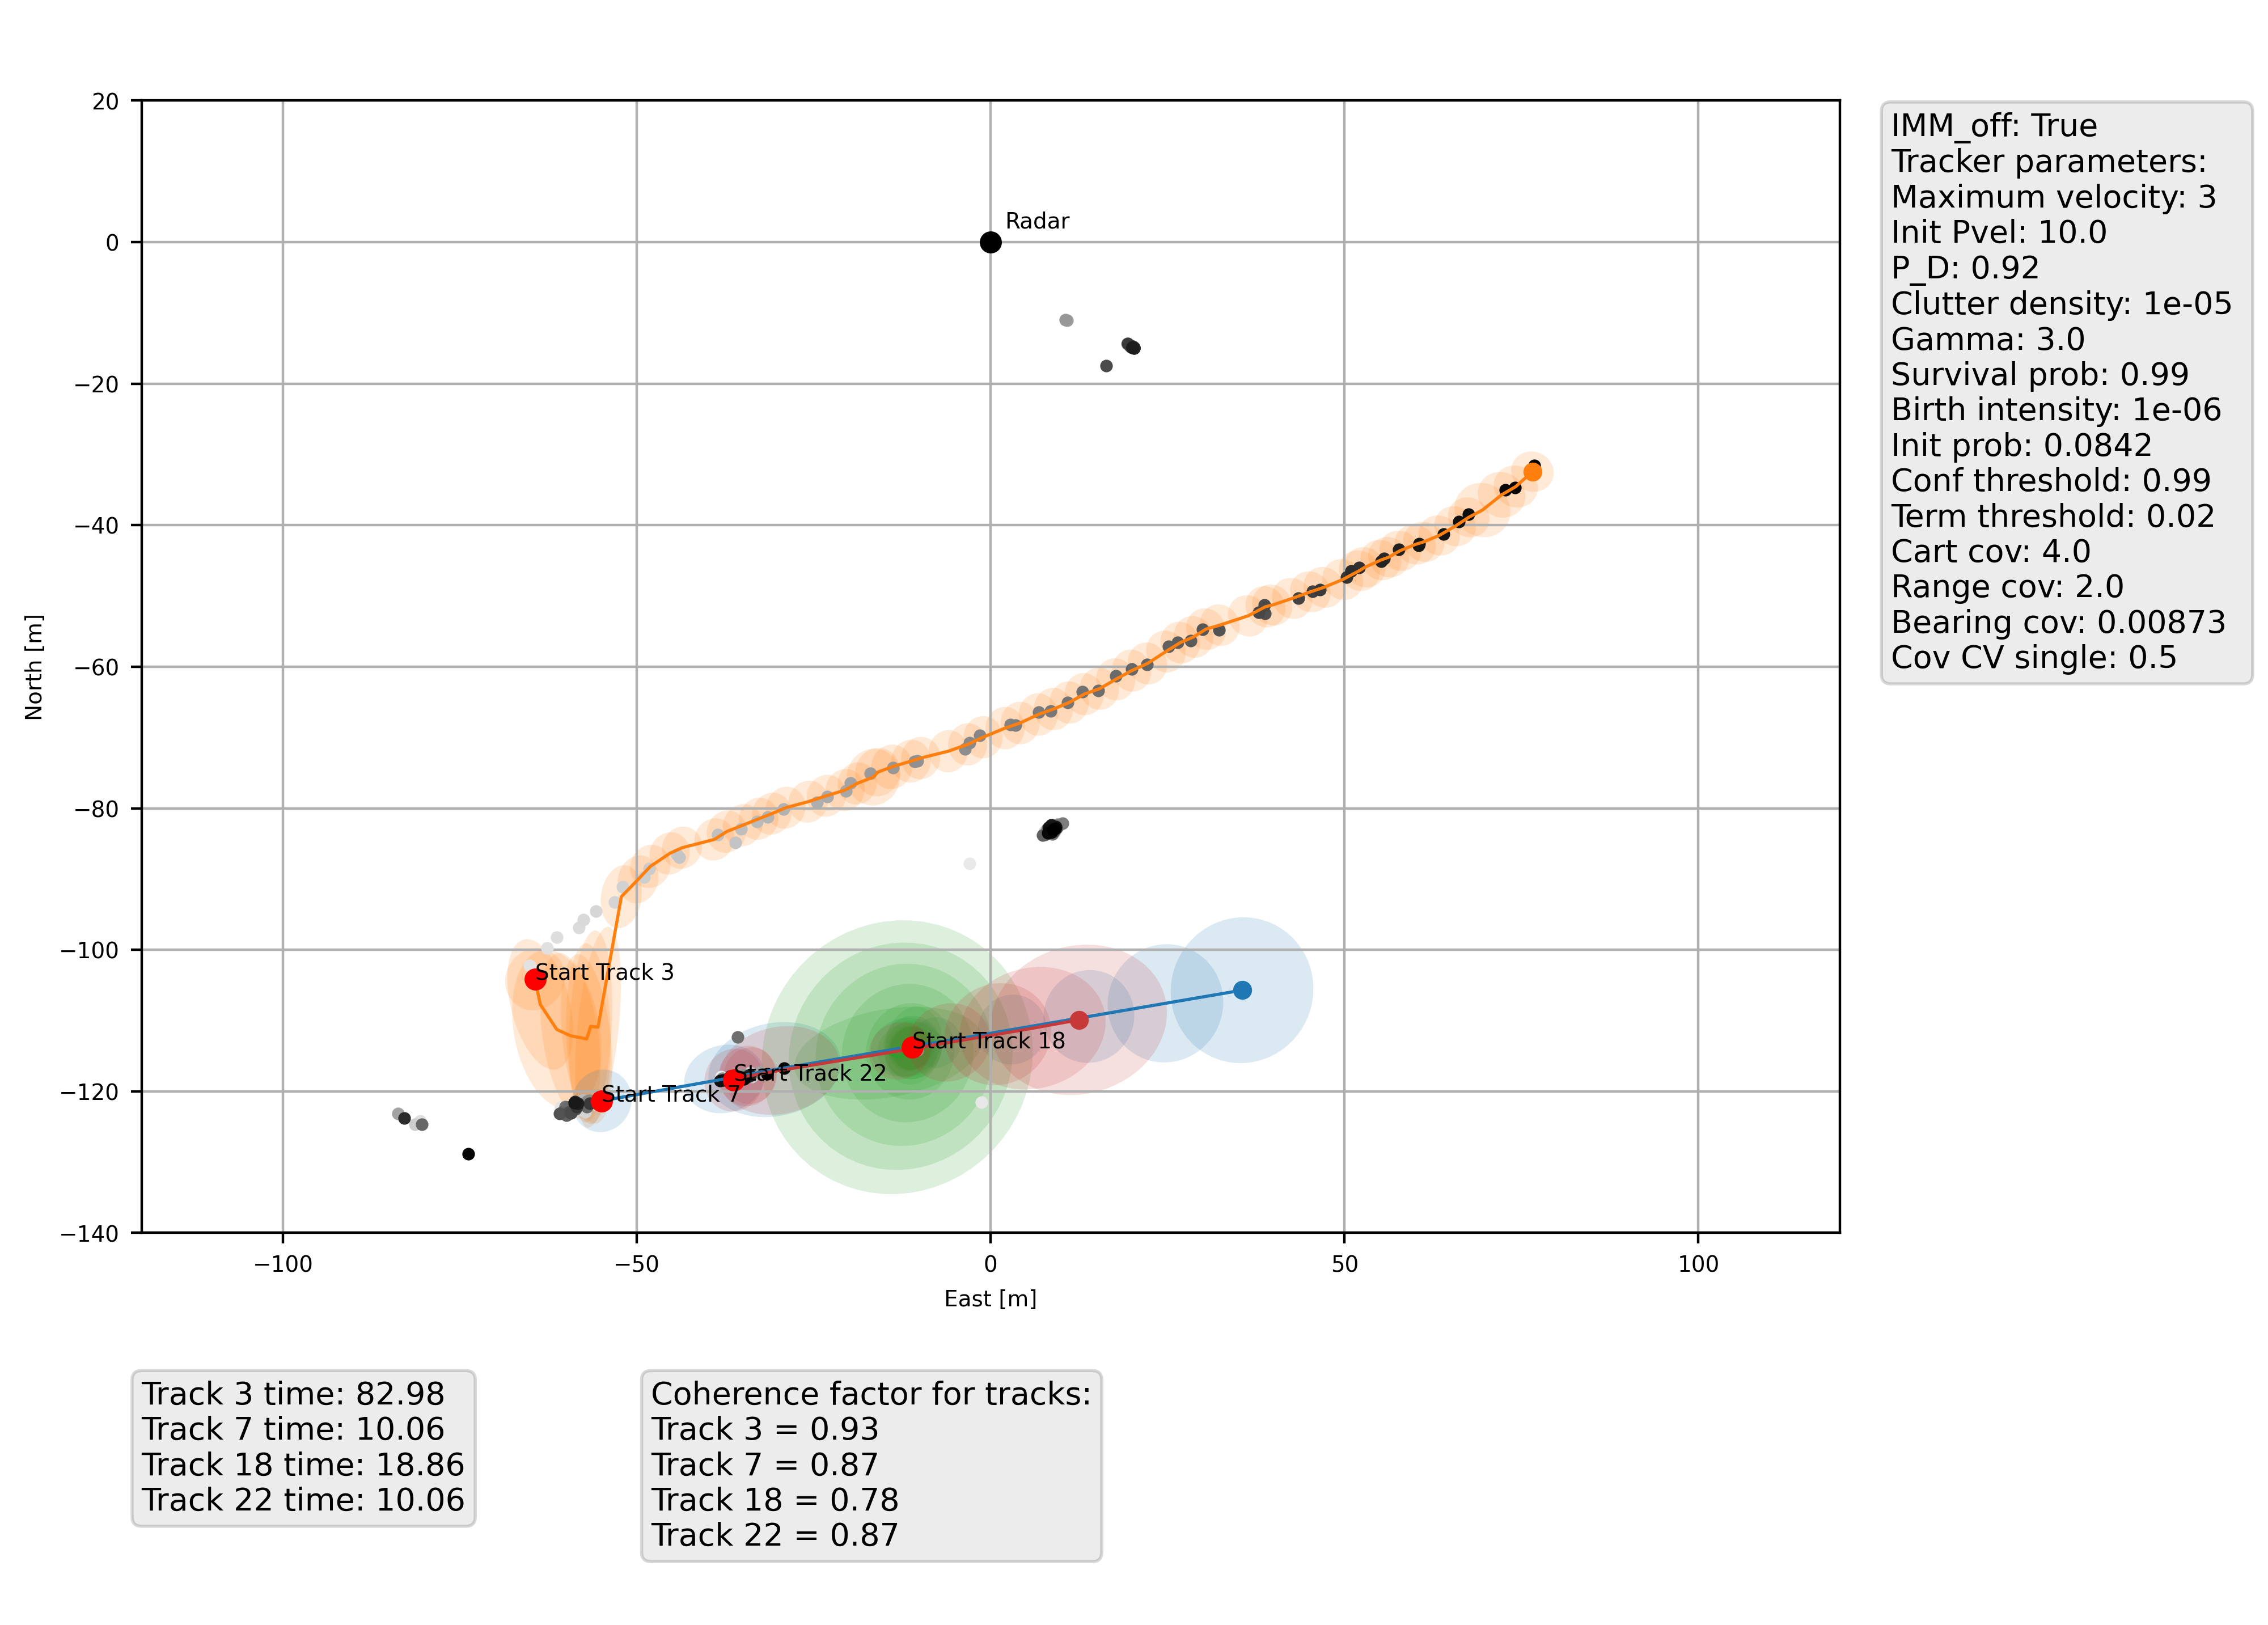 20
0
−20
−40
−60
−80
−100
−120
−140
−100
−50
0
50
100
North [m]
East [m]
Radar
Start Track 3
Start Track 18
Start Track 22
Start Track 7
IMM_off: True
Tracker parameters:
Maximum velocity: 3
Init Pvel: 10.0
P_D: 0.92
Clutter density: 1e-05
Gamma: 3.0
Survival prob: 0.99
Birth intensity: 1e-06
Init prob: 0.0842
Conf threshold: 0.99
Term threshold: 0.02
Cart cov: 4.0
Range cov: 2.0
Bearing cov: 0.00873
Cov CV single: 0.5
Track 3 time: 82.98
Track 7 time: 10.06
Track 18 time: 18.86
Track 22 time: 10.06
Coherence factor for tracks:
Track 3 = 0.93
Track 7 = 0.87
Track 18 = 0.78
Track 22 = 0.87